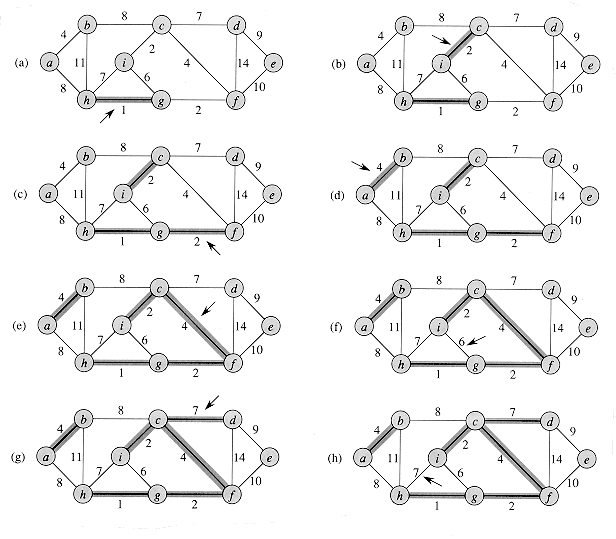 8 7 8 7
b c d b c d
4 2 9 4 2 9
(a) a 11 i 4 14 e (b) a 11 i 4 14 e
8 7 6 10 8 7 6 10
h g f h g f
1 2 1 2
8 7 8 7
b c d b c d
4 2 9 4 2 9
(c) a 11 i 4 14 e (d) a 11 i 4 14 e
8 7 6 10 8 7 6 10
h g f h g f
1 2 1 2
8 7 8 7
b c d b c d
4 2 9 4 2 9
(e) a 11 i 4 14 e (f) a 11 i 4 14 e
8 7 6 10 8 7 6 10
h g f h g f
1 2 1 2
8 7 8 7
b c d b c d
4 2 9 4 2 9
(g) a 11 i 4 14 e (h) a 11 i 4 14 e
8 7 6 10 8 7 6 10
h g f h g f
1 2 1 2